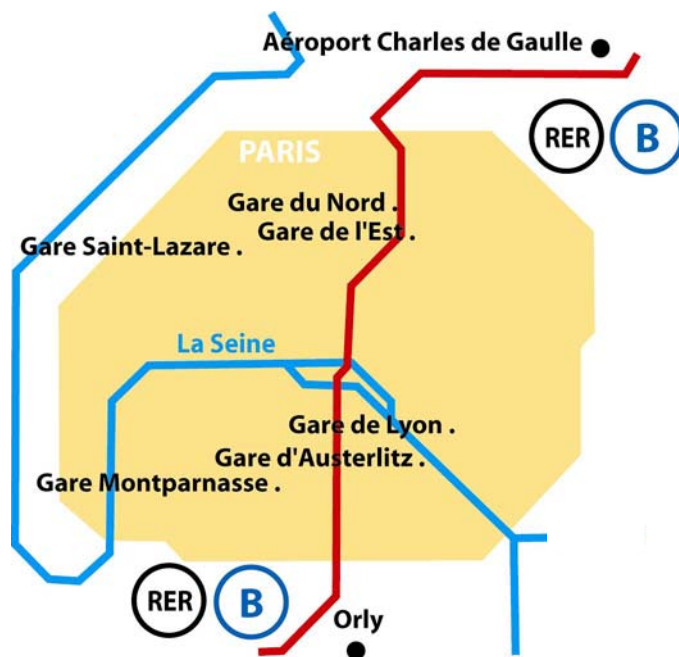 Aéroport Charles de Gaulle
RER B
PARIS
Gare du Nord .
Gare de l'Est .
Gare Saint-Lazare .
La Seine
Gare de Lyon .
Gare d'Austerlitz .
Gare Montparnasse .
RER B
Orly